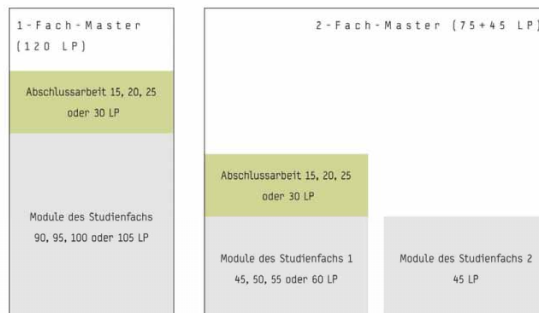 1-Fach-Master
(120 LP)
Abschlussarbeit 15, 20, 25
oder 30 LP
Module des Studienfachs
90, 95, 100 oder 105 LP
2-Fach-Master (75+45 LP)
Abschlussarbeit 15, 20, 25
oder 30 LP
Module des Studienfachs 1
45, 50, 55 oder 60 LP
Module des Studienfachs 2
45 LP